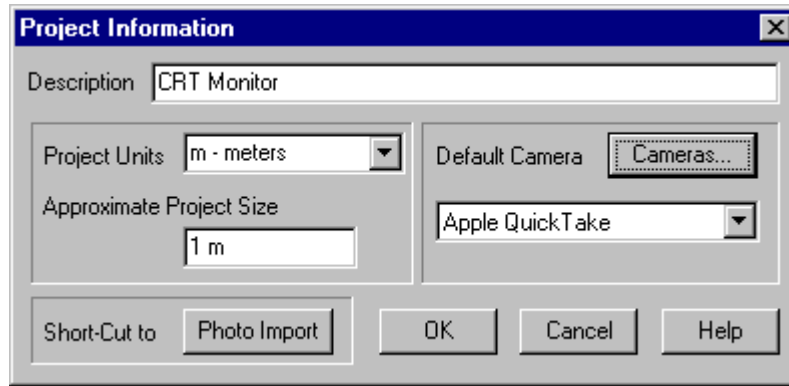 Project Information
Description CRT Monitor
Project Units m - meters
Default Camera Cameras...
Approximate Project Size
1 m
Apple QuickTake
Short-Cut to Photo Import OK Cancel Help